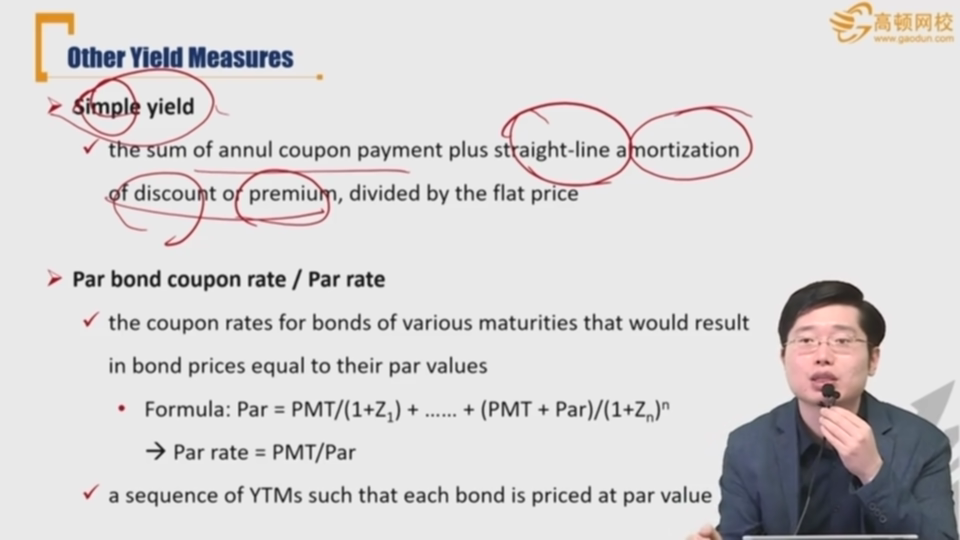 Other Yield Measures
高顿网校
www.gaodun.com
Simple yield
the sum of annul coupon payment plus straight-line amortization
of discount or premium, divided by the flat price
Par bond coupon rate / Par rate
the coupon rates for bonds of various maturities that would result
in bond prices equal to their par values
• Formula: Par = PMT/(1+Z₁) + …… + (PMT + Par)/(1+Zₙ)ⁿ
→ Par rate = PMT/Par
a sequence of YTMs such that each bond is priced at par value